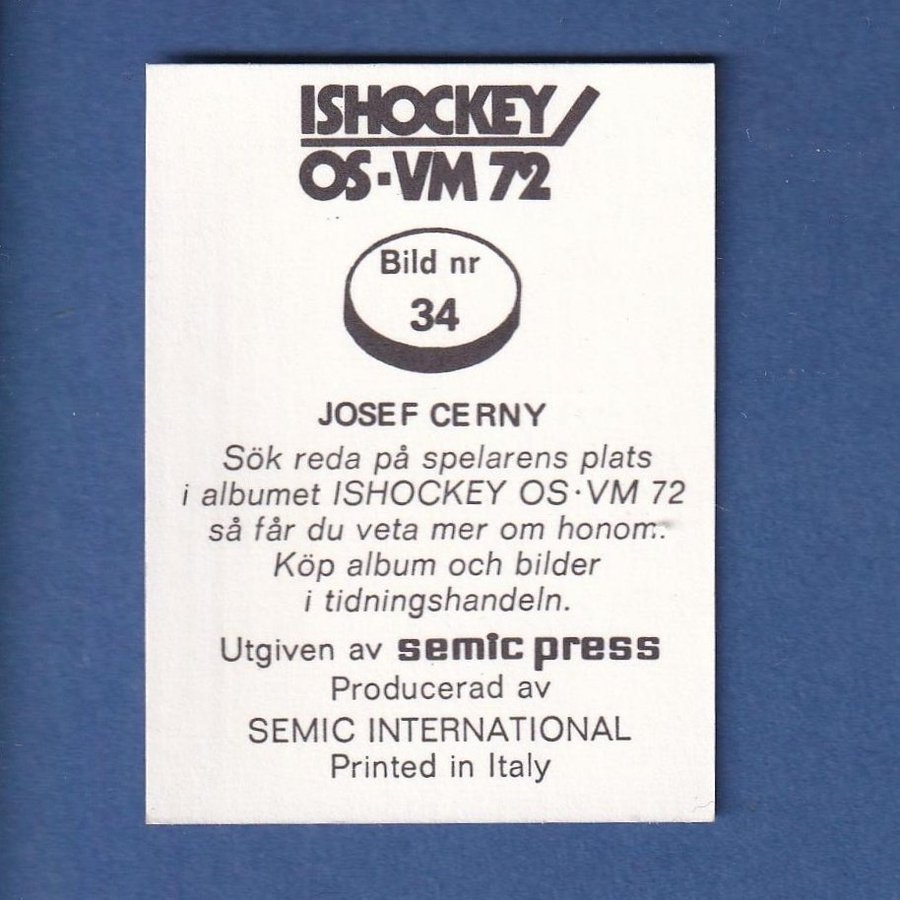 ISHOCKEY
OS·VM 72
Bild nr
34
JOSEF CERNY
Sök reda på spelarens plats
i albumet ISHOCKEY OS·VM 72
så får du veta mer om honom.
Köp album och bilder
i tidningshandeln.
Utgiven av semic press
Producerad av
SEMIC INTERNATIONAL
Printed in Italy